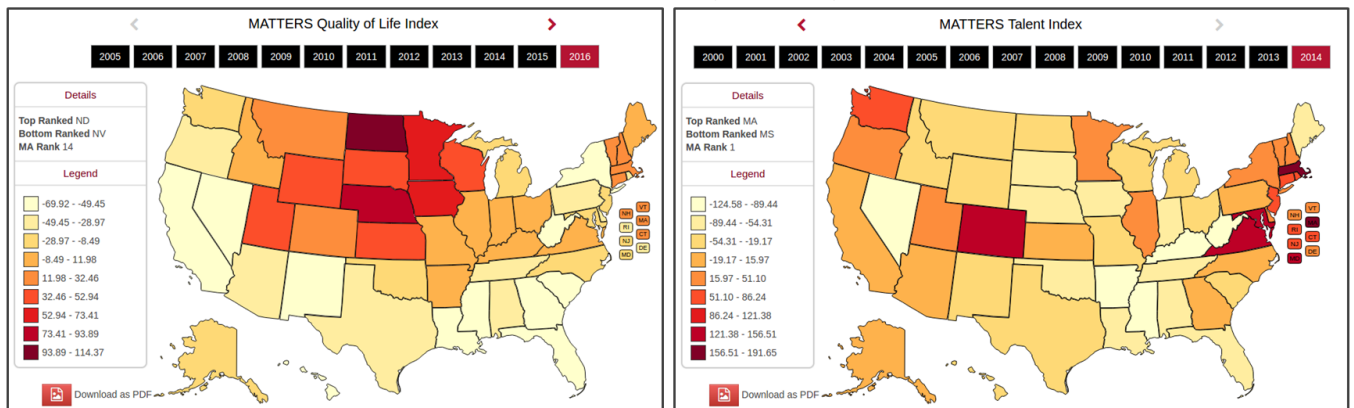 MATTERS Quality of Life Index
2005 2006 2007 2008 2009 2010 2011 2012 2013 2014 2015 2016
Details
Top Ranked ND
Bottom Ranked NV
MA Rank 14
Legend
-69.92 - -49.45
-49.45 - -28.97
-28.97 - -8.49
-8.49 - 11.98
11.98 - 32.46
32.46 - 52.94
52.94 - 73.41
73.41 - 93.89
93.89 - 114.37
VT
NH
MA
RI
CT
NJ
DE
MD
Download as PDF
MATTERS Talent Index
2000 2001 2002 2003 2004 2005 2006 2007 2008 2009 2010 2011 2012 2013 2014
Details
Top Ranked MA
Bottom Ranked MS
MA Rank 1
Legend
-124.58 - -89.44
-89.44 - -54.31
-54.31 - -19.17
-19.17 - 15.97
15.97 - 51.10
51.10 - 86.24
86.24 - 121.38
121.38 - 156.51
156.51 - 191.65
VT
NH
RI
CT
NJ
DE
MD
Download as PDF